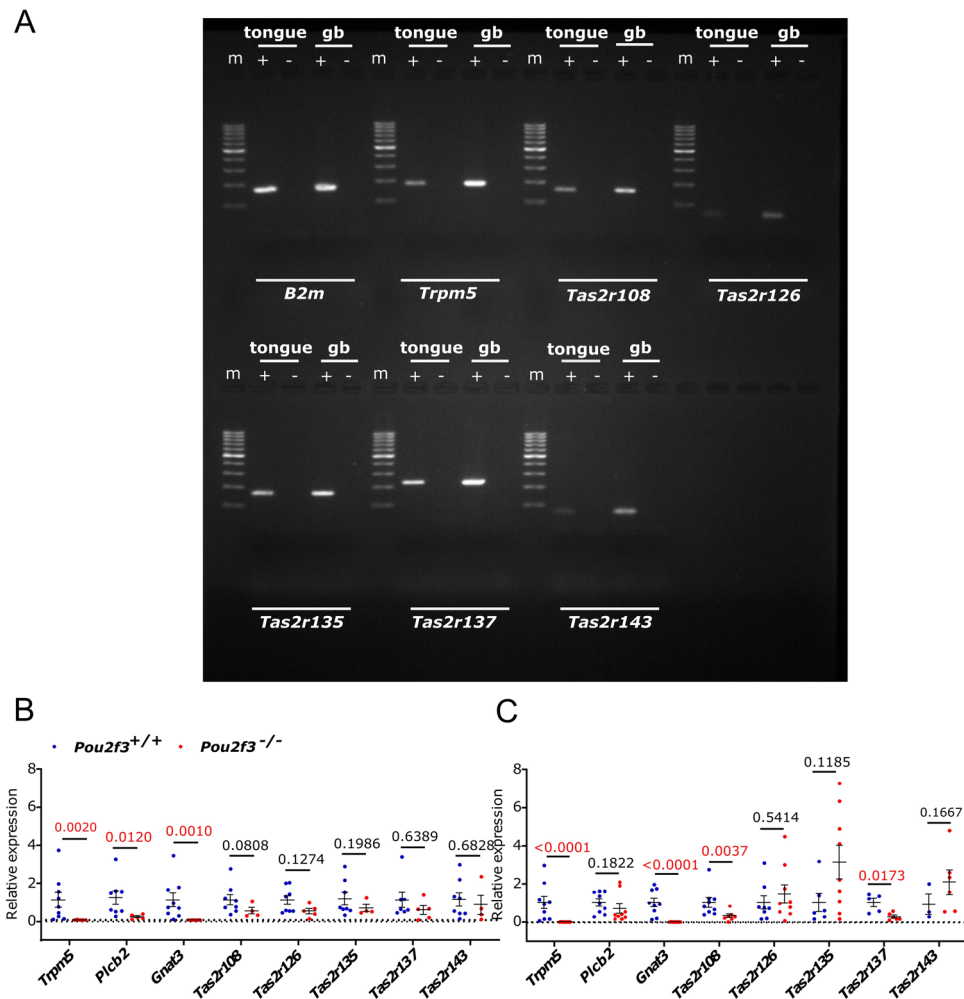 A
tongue gb tongue gb tongue gb tongue gb
m + - + - m + - + - m + - + - m + - + -
B2m Trpm5 Tas2r108 Tas2r126
tongue gb tongue gb tongue gb
m + - + - m + - + - m + - + -
Tas2r135 Tas2r137 Tas2r143
B
Pou2f3+/+ Pou2f3-/-
Relative expression
8
6
4
2
0
0.0020 0.0120 0.0010 0.0808 0.1274 0.1986 0.6389 0.6828
Trpm5 Plcb2 Gnat3 Tas2r108 Tas2r126 Tas2r135 Tas2r137 Tas2r143
C
Relative expression
8
6
4
2
0
<0.0001 0.1822 <0.0001 0.0037 0.5414 0.1185 0.0173 0.1667
Trpm5 Plcb2 Gnat3 Tas2r108 Tas2r126 Tas2r135 Tas2r137 Tas2r143